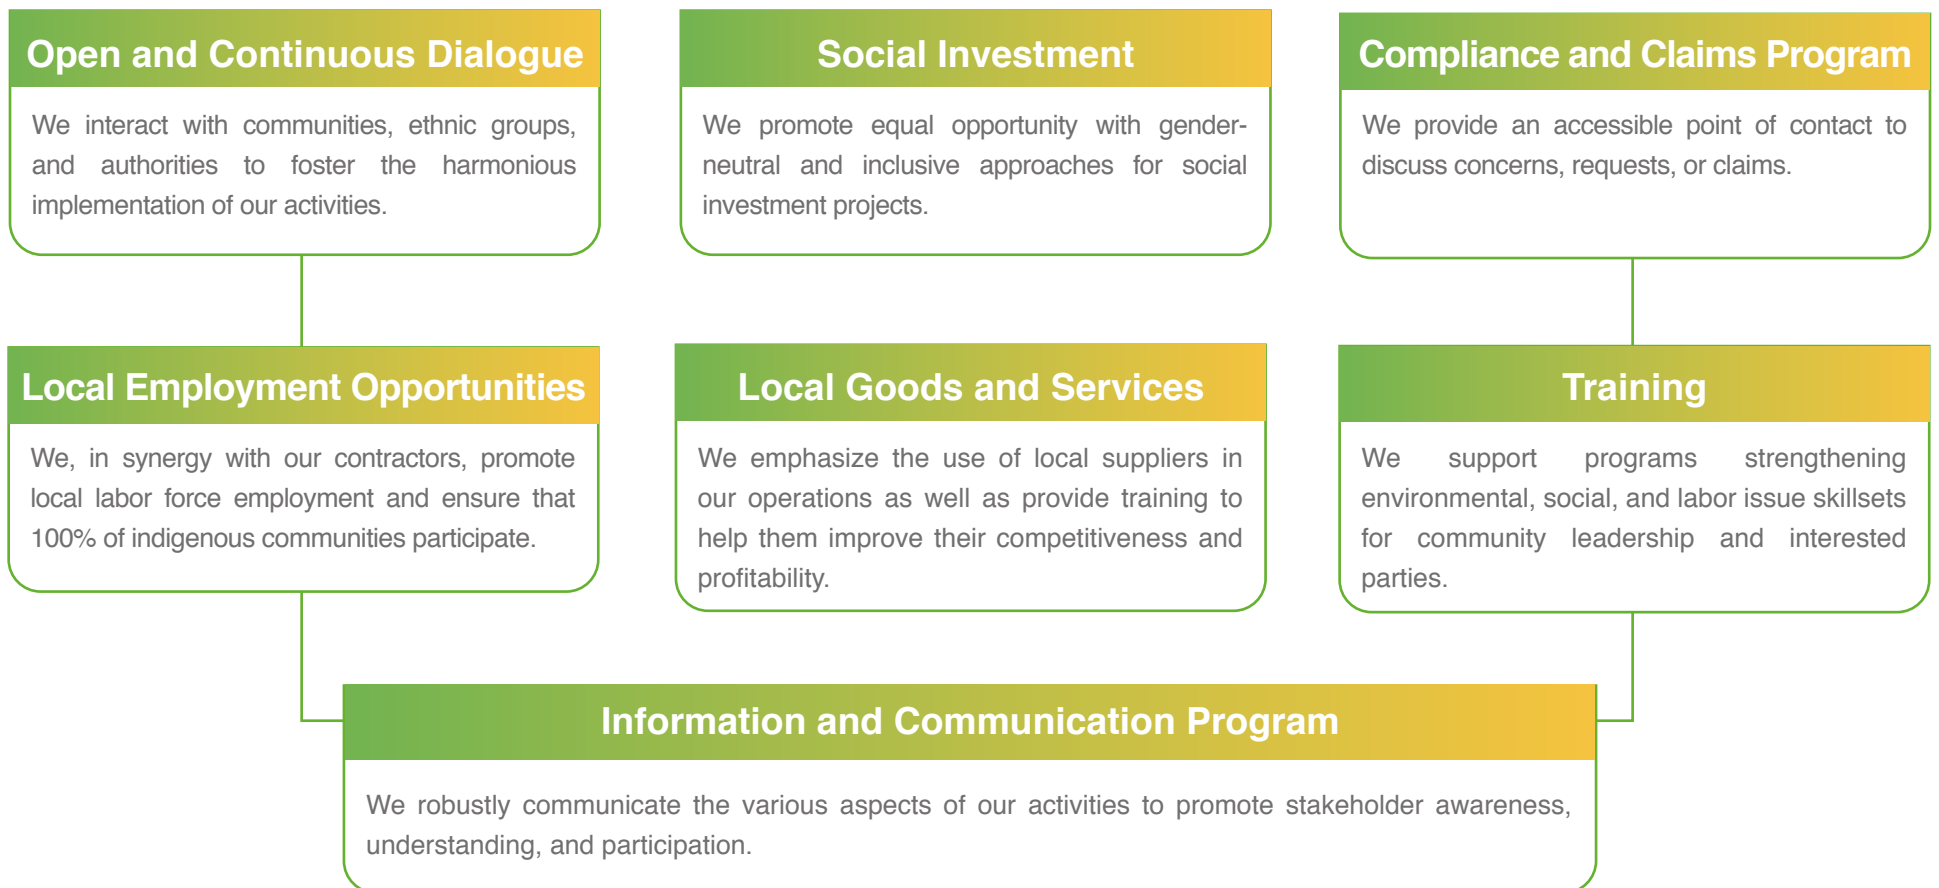 Open and Continuous Dialogue
We interact with communities, ethnic groups,
and authorities to foster the harmonious
implementation of our activities.
Social Investment
We promote equal opportunity with gender-
neutral and inclusive approaches for social
investment projects.
Compliance and Claims Program
We provide an accessible point of contact to
discuss concerns, requests, or claims.
Local Employment Opportunities
We, in synergy with our contractors, promote
local labor force employment and ensure that
100% of indigenous communities participate.
Local Goods and Services
We emphasize the use of local suppliers in
our operations as well as provide training to
help them improve their competitiveness and
profitability.
Training
We support programs strengthening
environmental, social, and labor issue skillsets
for community leadership and interested
parties.
Information and Communication Program
We robustly communicate the various aspects of our activities to promote stakeholder awareness,
understanding, and participation.